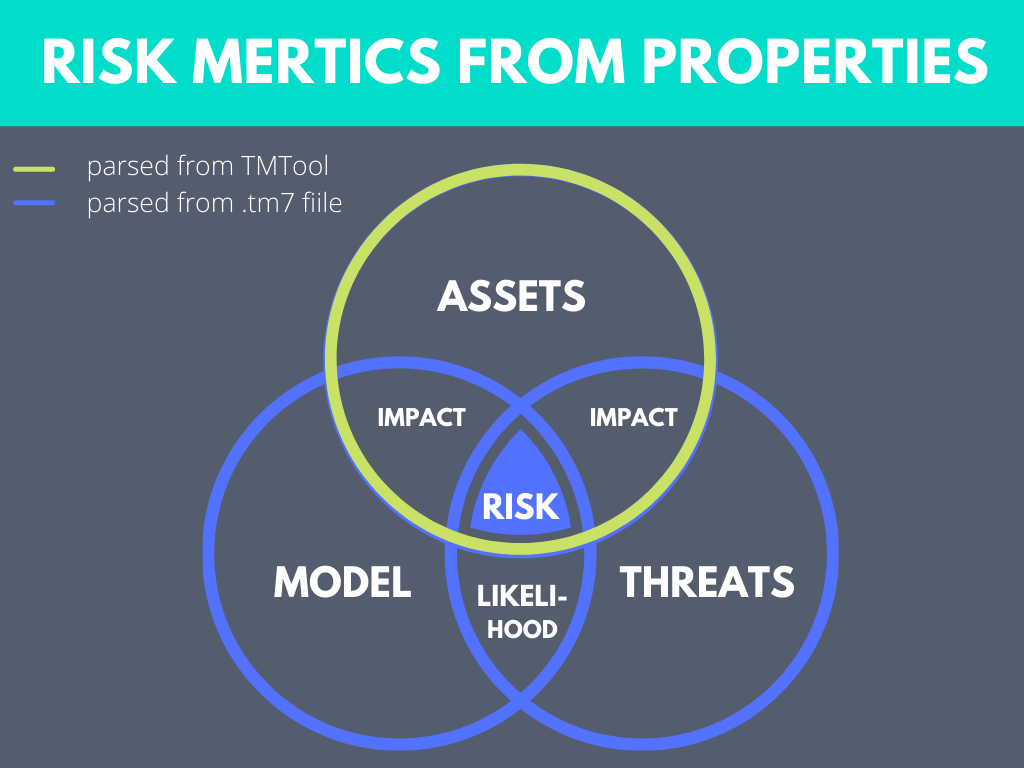 RISK MERTICS FROM PROPERTIES
parsed from TMTool
parsed from .tm7 fiile
ASSETS
IMPACT
IMPACT
RISK
MODEL
THREATS
LIKELI-
HOOD